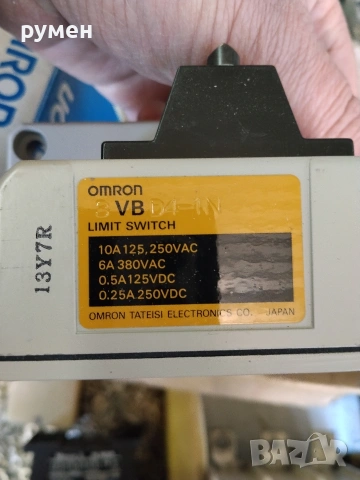 румен
OMRON
VB
LIMIT SWITCH
10A 125, 250VAC
6A 380VAC
0.5A 125VDC
0.25A 250VDC
OMRON TATEISI ELECTRONICS CO. JAPAN
13Y7R
BAZAR